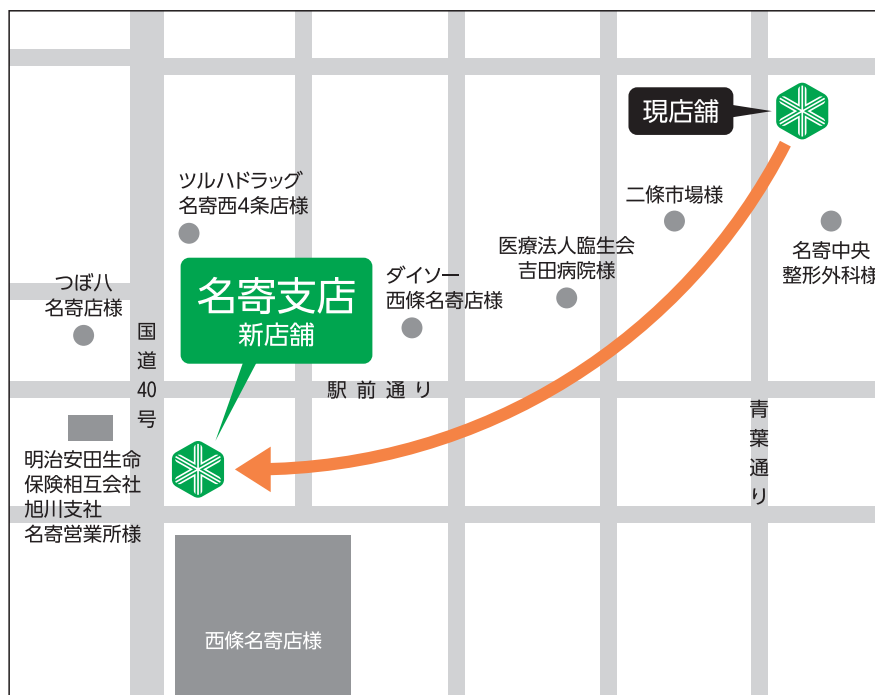 現店舗
ツルハドラッグ
名寄西4条店様
二條市場様
医療法人臨生会
吉田病院様
名寄中央
整形外科様
つぼ八
名寄店様
名寄支店
新店舗
ダイソー
西條名寄店様
国道40号
駅前通り
青葉通り
明治安田生命
保険相互会社
旭川支社
名寄営業所様
西條名寄店様